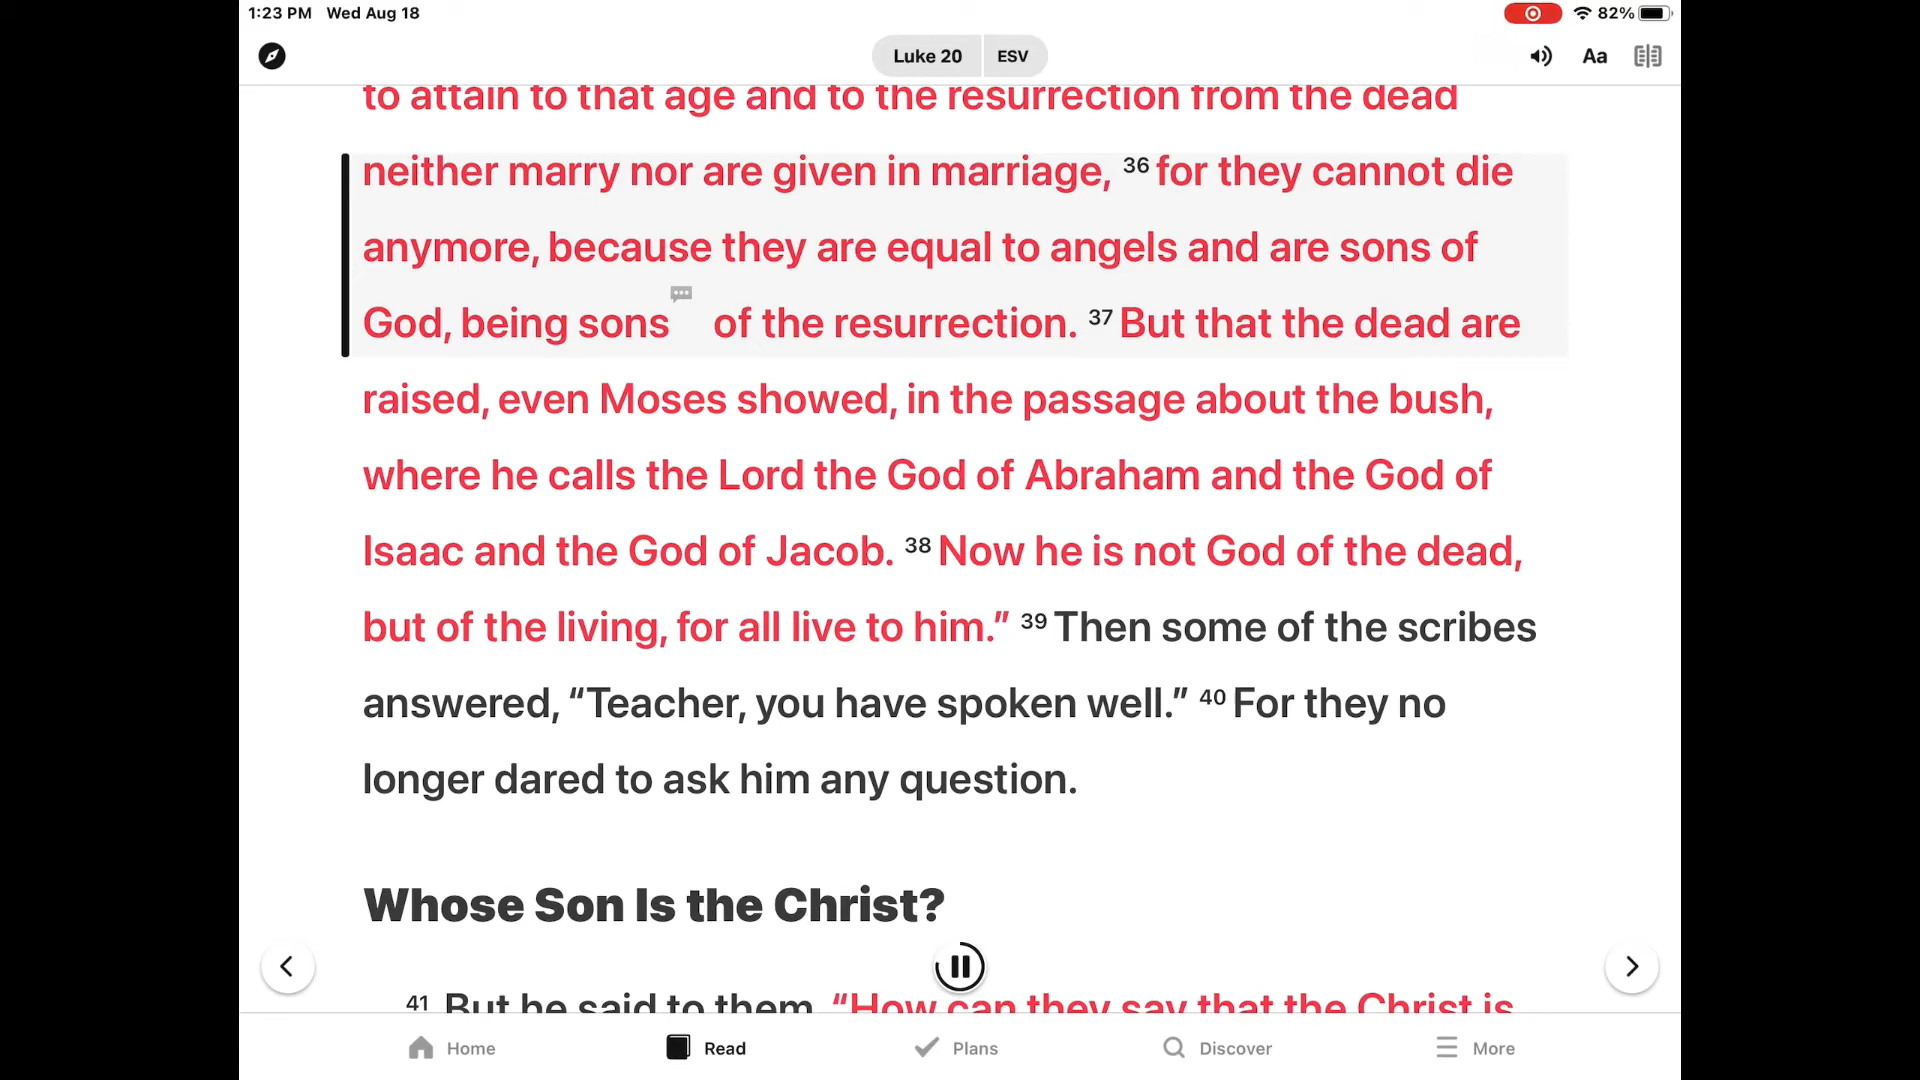 1:23 PM Wed Aug 18
82%
Luke 20 ESV
Aa
to attain to that age and to the resurrection from the dead
neither marry nor are given in marriage, 36 for they cannot die
anymore, because they are equal to angels and are sons of
God, being sons of the resurrection. 37 But that the dead are
raised, even Moses showed, in the passage about the bush,
where he calls the Lord the God of Abraham and the God of
Isaac and the God of Jacob. 38 Now he is not God of the dead,
but of the living, for all live to him.” 39 Then some of the scribes
answered, “Teacher, you have spoken well.” 40 For they no
longer dared to ask him any question.
Whose Son Is the Christ?
41 But he said to them, “How can they say that the Christ is
Home Read Plans Discover More